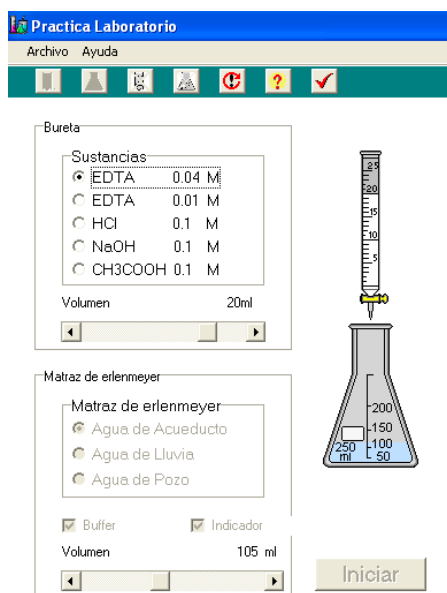 Practica Laboratorio
Archivo Ayuda
Bureta
Sustancias
EDTA 0.04 M
EDTA 0.01 M
HCl 0.1 M
NaOH 0.1 M
CH3COOH 0.1 M
Volumen 20ml
Matraz de erlenmeyer
Matraz de erlenmeyer
Agua de Acueducto
Agua de Lluvia
Agua de Pozo
Buffer Indicador
Volumen 105 ml
25
20
15
10
5
200
150
100
50
250
ml
Iniciar